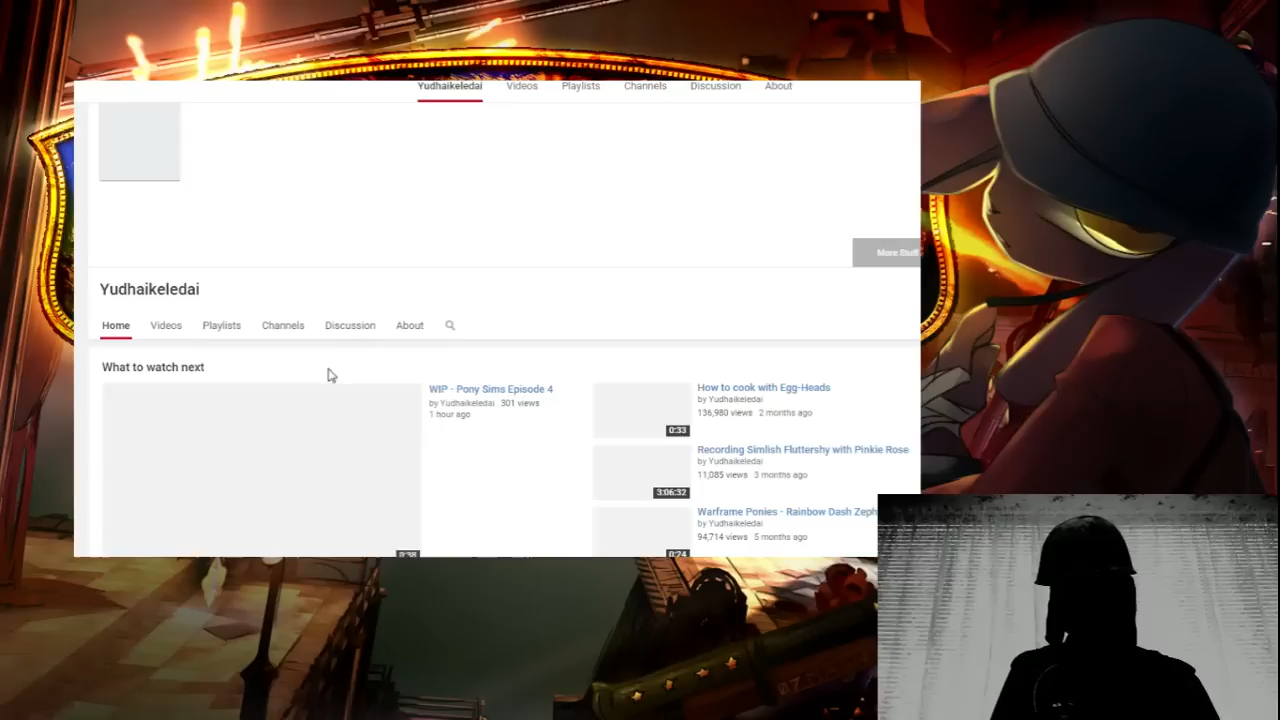 Yudhaikeledai Videos Playlists Channels Discussion About
More Stuff
Yudhaikeledai
Home Videos Playlists Channels Discussion About
What to watch next
WIP - Pony Sims Episode 4
by Yudhaikeledai 301 views
1 hour ago
0:38
How to cook with Egg-Heads
by Yudhaikeledai
136,980 views 2 months ago
0:33
Recording Simlish Fluttershy with Pinkie Rose
by Yudhaikeledai
11,085 views 3 months ago
3:06:32
Warframe Ponies - Rainbow Dash Zeph
by Yudhaikeledai
94,714 views 5 months ago
0:24